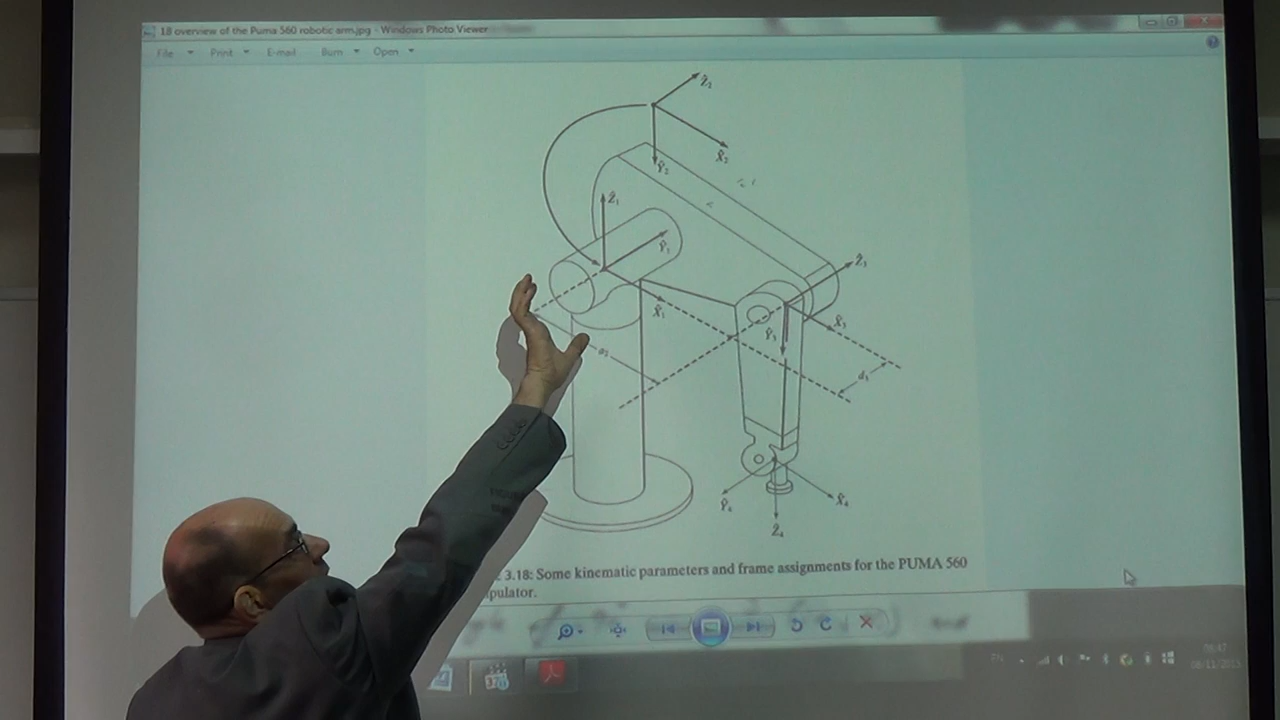 18 overview of the Puma 560 robotic arm.jpg - Windows Photo Viewer
File Print E-mail Burn Open
Ẑ₂
X̂₂
Ŷ₂
Ẑ₁
Ŷ₁
X̂₁
Ẑ₃
X̂₃
Ŷ₃
a₂
d₃
X̂₄
Ŷ₄
Ẑ₄
3.18: Some kinematic parameters and frame assignments for the PUMA 560
pulator.
EN